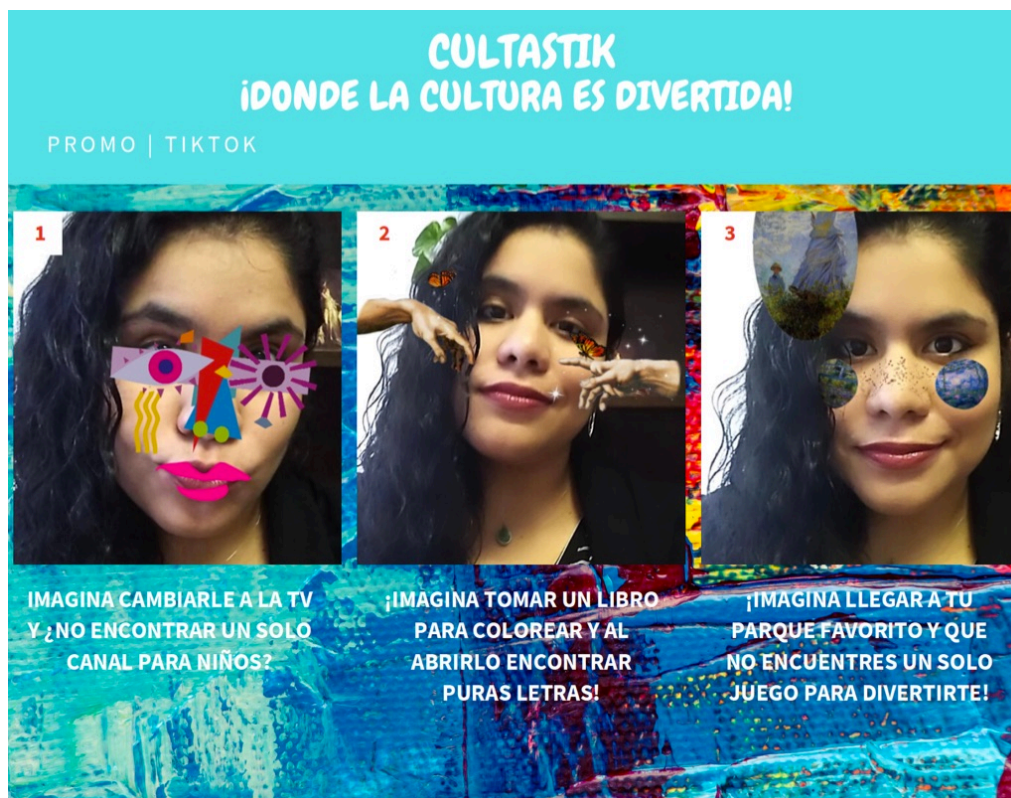 CULTASTIK
¡DONDE LA CULTURA ES DIVERTIDA!
PROMO | TIKTOK
1
2
3
IMAGINA CAMBIARLE A LA TV
Y ¿NO ENCONTRAR UN SOLO
CANAL PARA NIÑOS?
¡IMAGINA TOMAR UN LIBRO
PARA COLOREAR Y AL
ABRIRLO ENCONTRAR
PURAS LETRAS!
¡IMAGINA LLEGAR A TU
PARQUE FAVORITO Y QUE
NO ENCUENTRES UN SOLO
JUEGO PARA DIVERTIRTE!